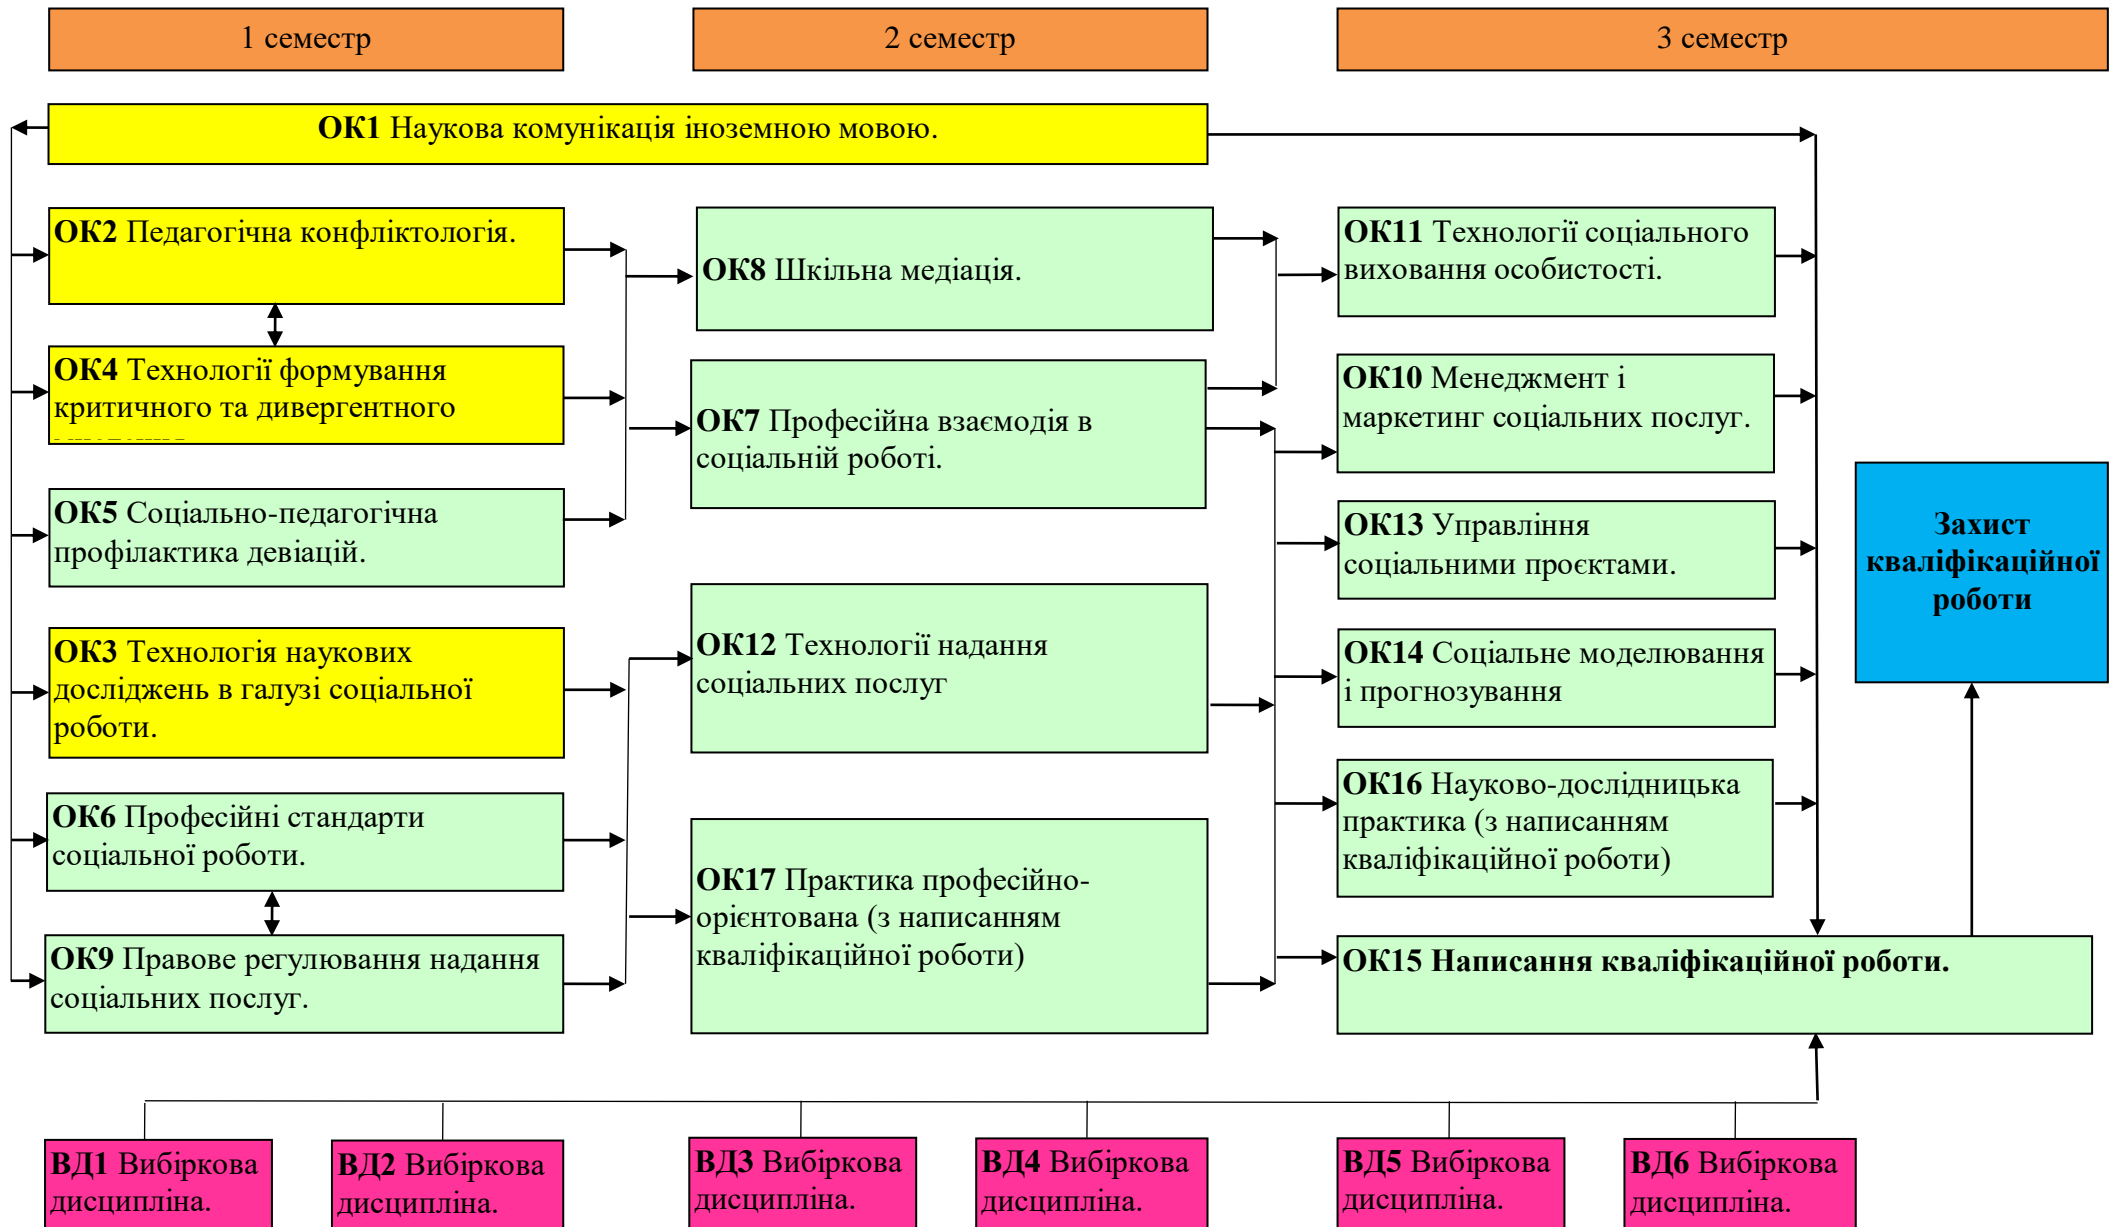 1 семестр
2 семестр
3 семестр
ОК1 Наукова комунікація іноземною мовою.
ОК2 Педагогічна конфліктологія.
ОК4 Технології формування
критичного та дивергентного
ОК5 Соціально-педагогічна
профілактика девіацій.
ОК3 Технологія наукових
досліджень в галузі соціальної
роботи.
ОК6 Професійні стандарти
соціальної роботи.
ОК9 Правове регулювання надання
соціальних послуг.
ОК8 Шкільна медіація.
ОК7 Професійна взаємодія в
соціальній роботі.
ОК12 Технології надання
соціальних послуг
ОК17 Практика професійно-
орієнтована (з написанням
кваліфікаційної роботи)
ОК11 Технології соціального
виховання особистості.
ОК10 Менеджмент і
маркетинг соціальних послуг.
ОК13 Управління
соціальними проєктами.
ОК14 Соціальне моделювання
і прогнозування
ОК16 Науково-дослідницька
практика (з написанням
кваліфікаційної роботи)
ОК15 Написання кваліфікаційної роботи.
Захист
кваліфікаційної
роботи
ВД1 Вибіркова
дисципліна.
ВД2 Вибіркова
дисципліна.
ВД3 Вибіркова
дисципліна.
ВД4 Вибіркова
дисципліна.
ВД5 Вибіркова
дисципліна.
ВД6 Вибіркова
дисципліна.